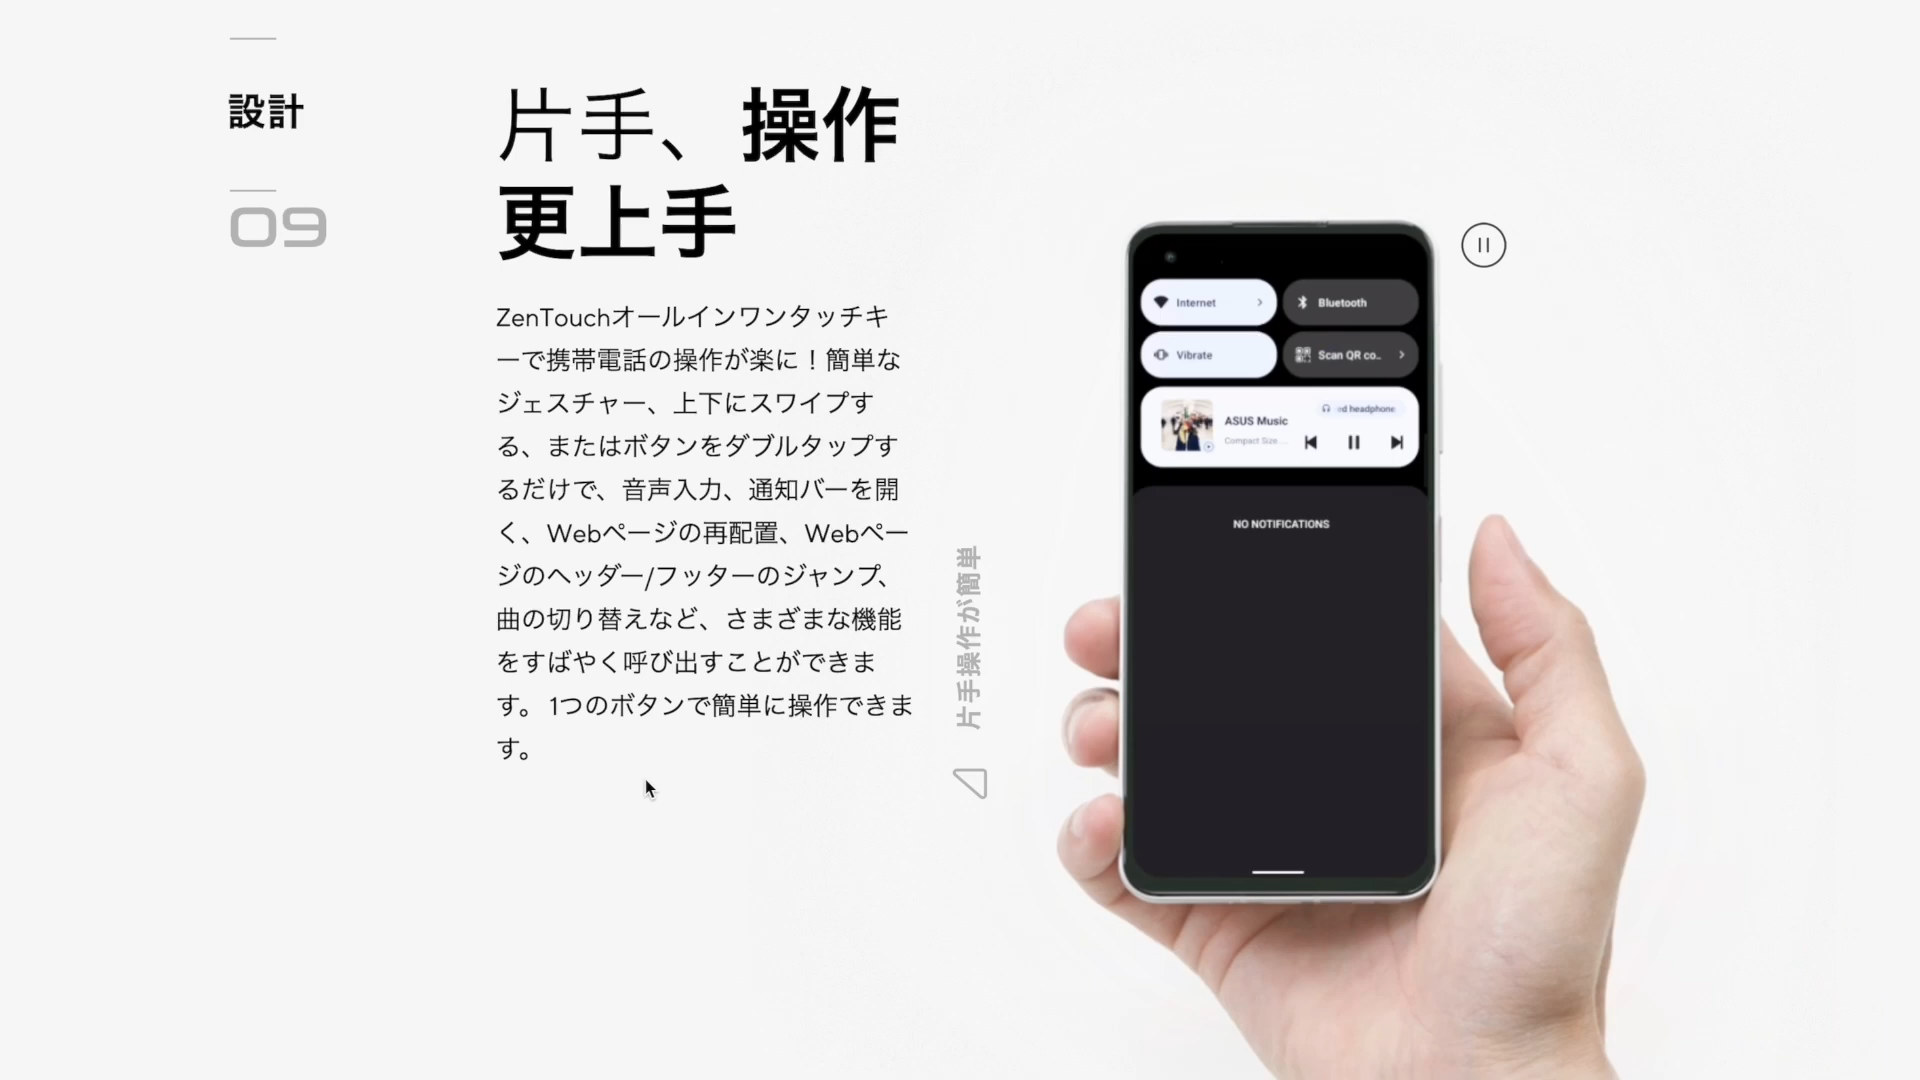 設計
09
片手、操作
更上手
ZenTouchオールインワンタッチキ
ーで携帯電話の操作が楽に！簡単な
ジェスチャー、上下にスワイプす
る、またはボタンをダブルタップす
るだけで、音声入力、通知バーを開
く、Webページの再配置、Webペー
ジのヘッダー/フッターのジャンプ、
曲の切り替えなど、さまざまな機能
をすばやく呼び出すことができま
す。 1つのボタンで簡単に操作できま
す。
片手操作が簡単
Internet
Bluetooth
Vibrate
Scan QR co..
ed headphone
ASUS Music
Compact Size ...
NO NOTIFICATIONS